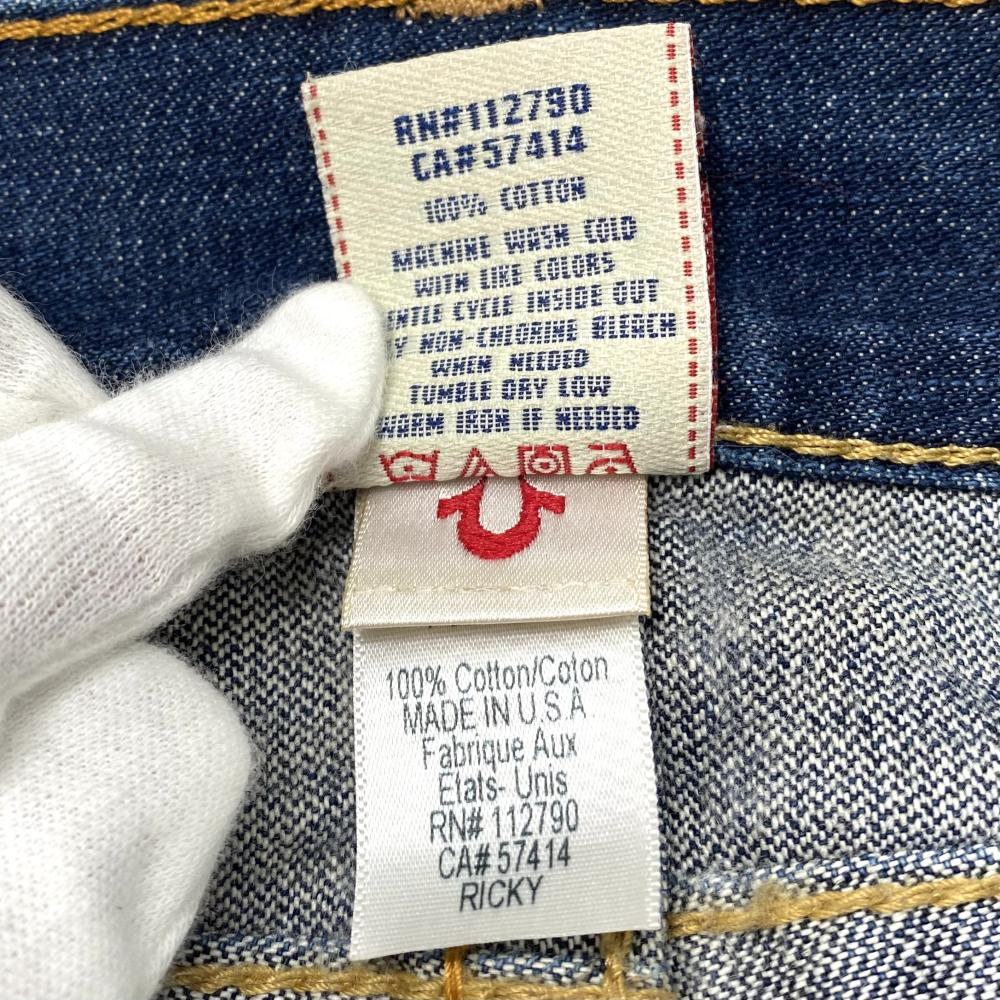 RN#112790
CA#57414
100% COTTON
MACHINE WASH COLD
WITH LIKE COLORS
CYCLE INSIDE OUT
NON-CHLORINE BLEACH
WHEN NEEDED
TUMBLE DRY LOW
WARM IRON IF NEEDED
100% Cotton/Coton
MADE IN U.S.A
Fabrique Aux
Etats- Unis
RN# 112790
CA# 57414
RICKY